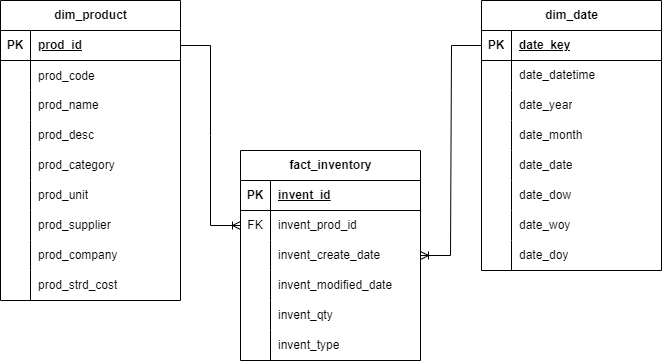 dim_product
PK prod_id
prod_code
prod_name
prod_desc
prod_category
prod_unit
prod_supplier
prod_company
prod_strd_cost
fact_inventory
PK invent_id
FK invent_prod_id
invent_create_date
invent_modified_date
invent_qty
invent_type
dim_date
PK date_key
date_datetime
date_year
date_month
date_date
date_dow
date_woy
date_doy